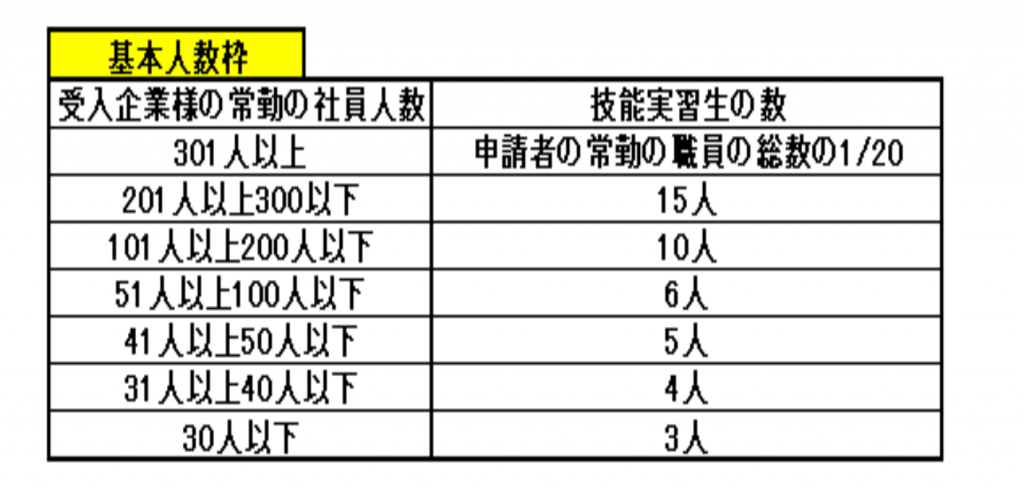 基本人数枠
受入企業様の常勤の社員人数 技能実習生の数
301人以上 申請者の常勤の職員の総数の1/20
201人以上300以下 15人
101人以上200人以下 10人
51人以上100人以下 6人
41人以上50人以下 5人
31人以上40人以下 4人
30人以下 3人